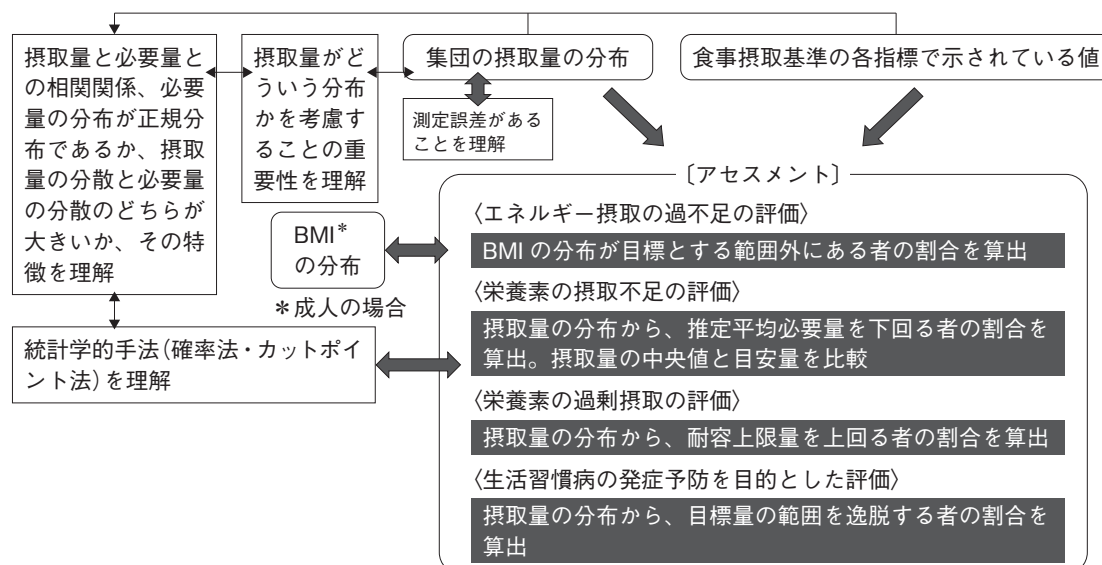 摂取量と必要量と
の相関関係、必要
量の分布が正規分
布であるか、摂取
量の分散と必要量
の分散のどちらが
大きいか、その特
徴を理解
摂取量がど
ういう分布
かを考慮す
ることの重
要性を理解
集団の摂取量の分布
食事摂取基準の各指標で示されている値
測定誤差がある
ことを理解
BMI*
の分布
*成人の場合
統計学的手法(確率法・カットポイ
ント法)を理解
〔アセスメント〕
〈エネルギー摂取の過不足の評価〉
BMI の分布が目標とする範囲外にある者の割合を算出
〈栄養素の摂取不足の評価〉
摂取量の分布から、推定平均必要量を下回る者の割合を
算出。摂取量の中央値と目安量を比較
〈栄養素の過剰摂取の評価〉
摂取量の分布から、耐容上限量を上回る者の割合を算出
〈生活習慣病の発症予防を目的とした評価〉
摂取量の分布から、目標量の範囲を逸脱する者の割合を
算出